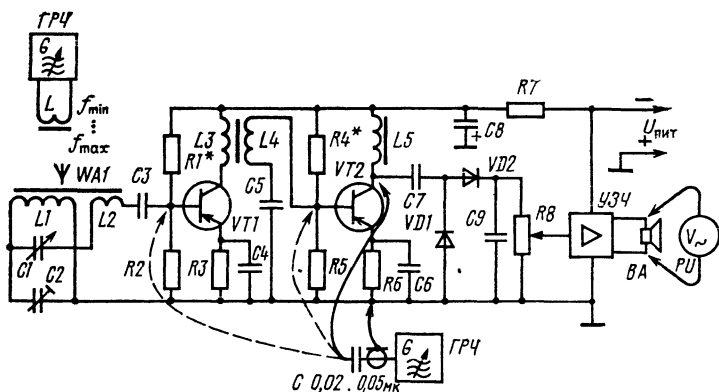 ГРЧ
G
L
fmin
⋮
fmax
WA1
L1
L2
C1
C2
C3
R1*
R2
L3
VT1
R3
C4
L4
C5
R4*
R5
VT2
L5
R6
C6
C7
VD1
VD2
C8
C9
R7
R8
−
Uпит
+
УЗЧ
BA
V~
PU
G
ГРЧ
C 0,02..0,05мк